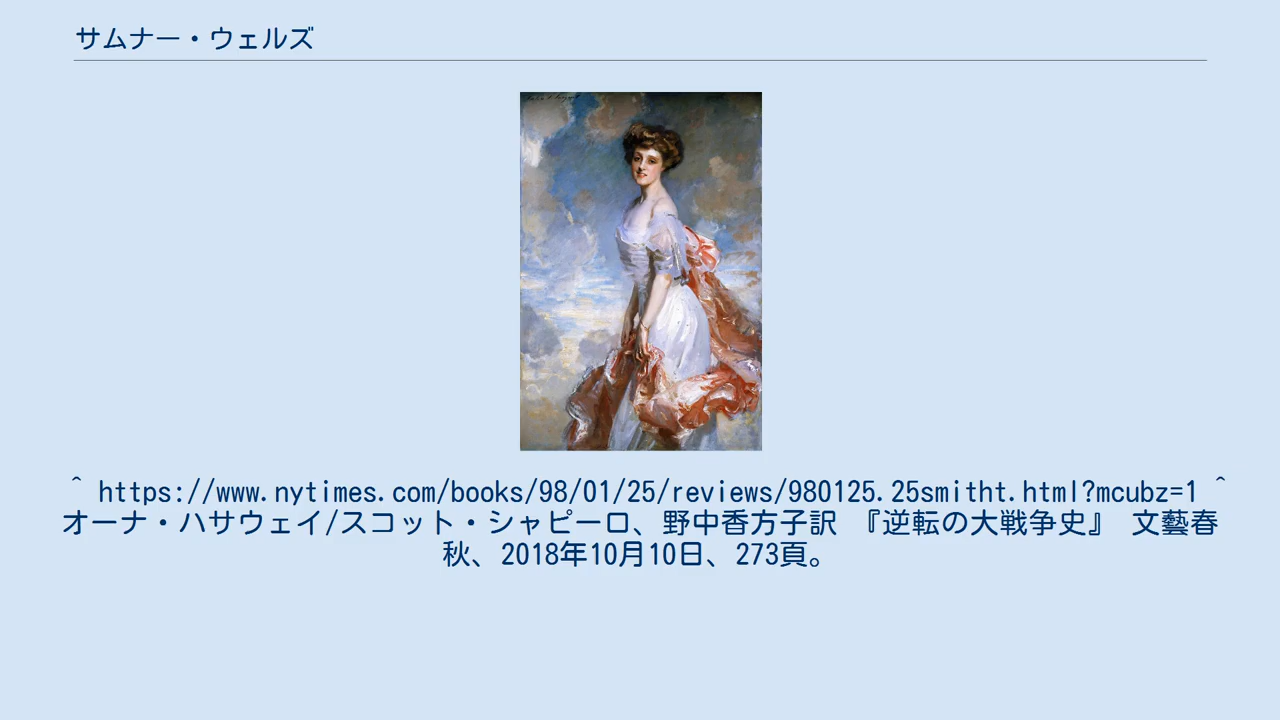 サムナー・ウェルズ
^ https://www.nytimes.com/books/98/01/25/reviews/980125.25smitht.html?mcubz=1 ^
オーナ・ハサウェイ/スコット・シャピーロ、野中香方子訳 『逆転の大戦争史』 文藝春
秋、2018年10月10日、273頁。